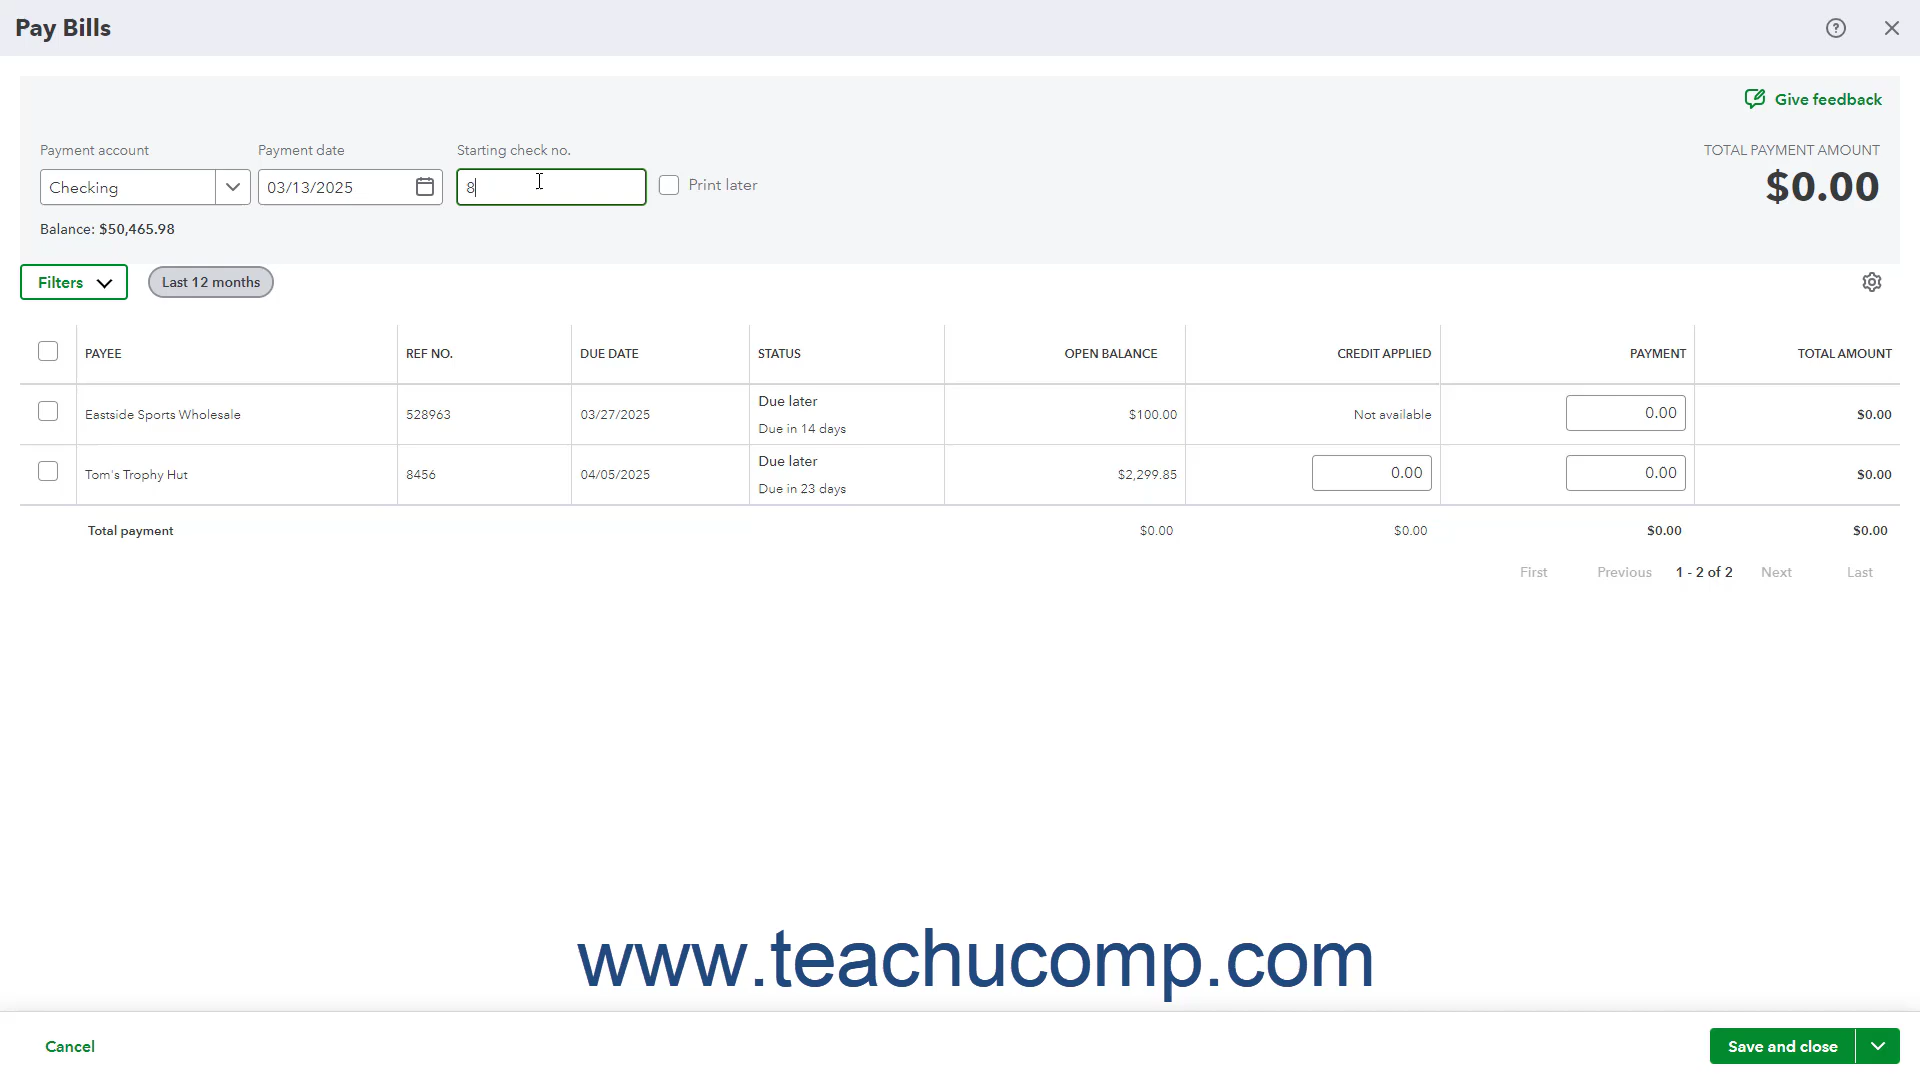 Pay Bills
Give feedback
Payment account Payment date Starting check no. TOTAL PAYMENT AMOUNT
Checking 03/13/2025 8 Print later $0.00
Balance: $50,465.98
Filters Last 12 months
PAYEE REF NO. DUE DATE STATUS OPEN BALANCE CREDIT APPLIED PAYMENT TOTAL AMOUNT
Eastside Sports Wholesale 528963 03/27/2025 Due later $100.00 Not available 0.00 $0.00
Due in 14 days
Tom's Trophy Hut 8456 04/05/2025 Due later $2,299.85 0.00 0.00 $0.00
Due in 23 days
Total payment $0.00 $0.00 $0.00 $0.00
First Previous 1 - 2 of 2 Next Last
www.teachucomp.com
Cancel Save and close